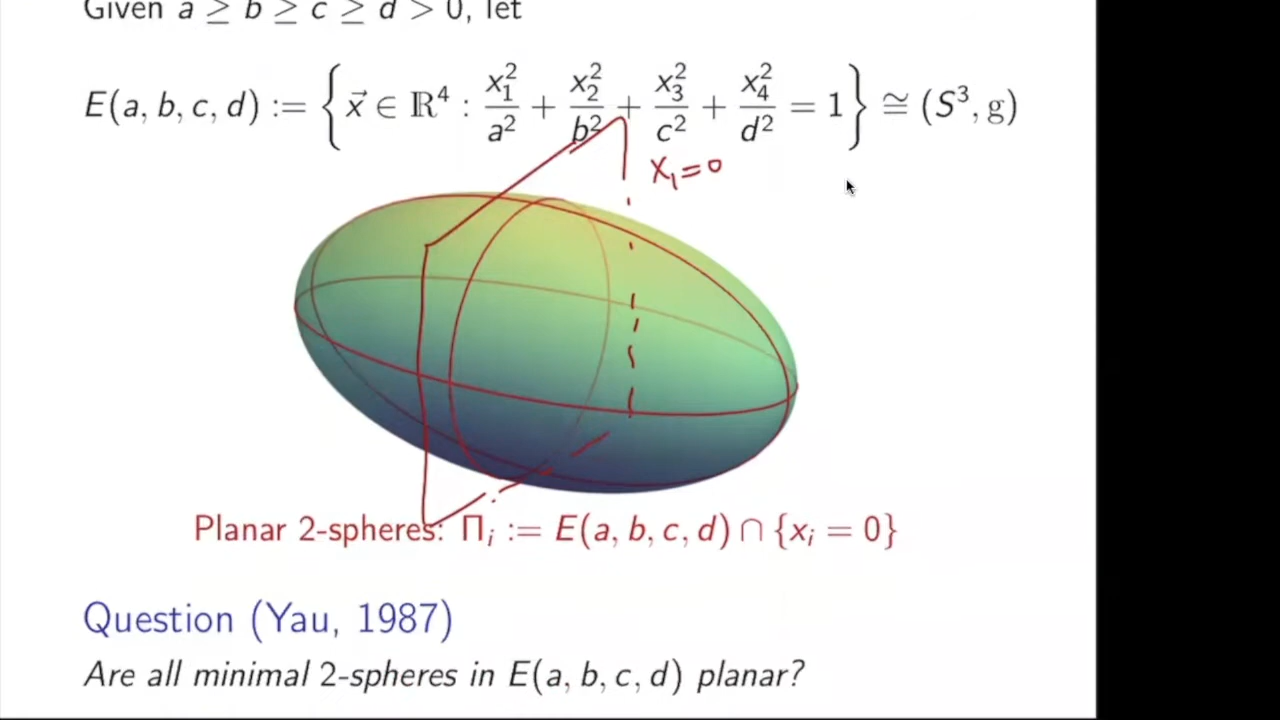 Given a ≥ b ≥ c ≥ d > 0, let
E(a, b, c, d) := { x⃗ ∈ ℝ⁴ : x₁²/a² + x₂²/b² + x₃²/c² + x₄²/d² = 1 } ≅ (S³, g)
x₁=0
Planar 2-spheres: Πᵢ := E(a, b, c, d) ∩ {xᵢ = 0}
Question (Yau, 1987)
Are all minimal 2-spheres in E(a, b, c, d) planar?